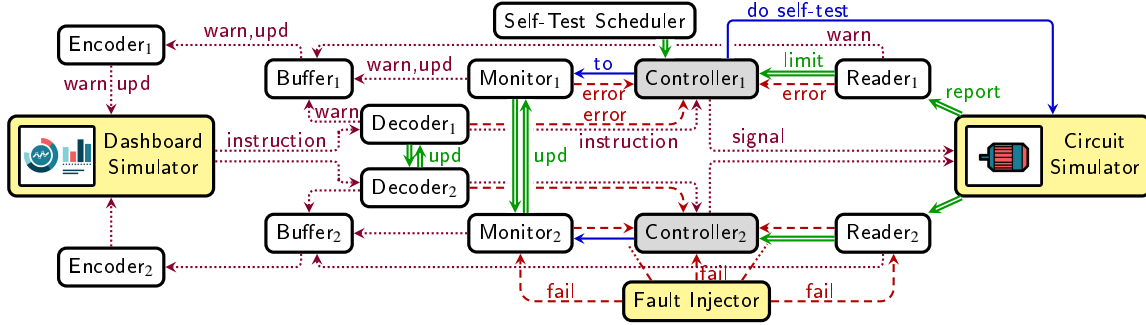 do self-test
Self-Test Scheduler
Encoder₁
warn,upd
warn
Buffer₁
warn,upd
Monitor₁
to
Controller₁
limit
Reader₁
warn upd
error
error
report
warn
Decoder₁
error
Dashboard
Simulator
instruction
instruction
signal
Circuit
Simulator
upd
upd
Decoder₂
Buffer₂
Monitor₂
Controller₂
Reader₂
Encoder₂
fail
fail
Fault Injector
fail